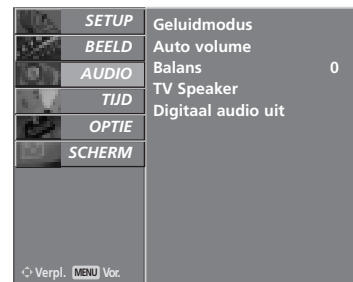 SETUP
BEELD
AUDIO
TIJD
OPTIE
SCHERM
Verpl. MENU Vor.
Geluidmodus
Auto volume
Balans 0
TV Speaker
Digitaal audio uit